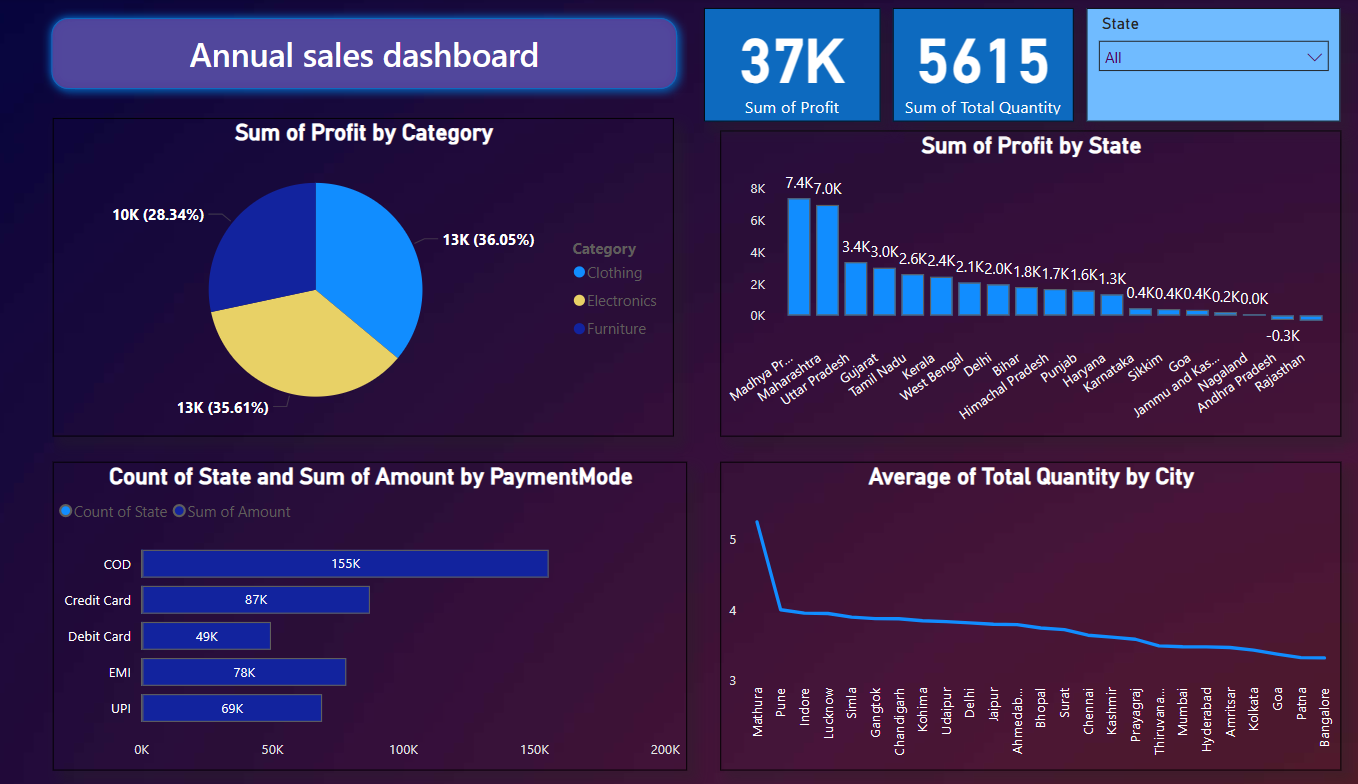 Annual sales dashboard
37K
Sum of Profit
5615
Sum of Total Quantity
State
All
Sum of Profit by Category
10K (28.34%)
13K (36.05%)
13K (35.61%)
Category
Clothing
Electronics
Furniture
Sum of Profit by State
8K
6K
4K
2K
0K
7.4K
7.0K
3.4K
3.0K
2.6K
2.4K
2.1K
2.0K
1.8K
1.7K
1.6K
1.3K
0.4K
0.4K
0.4K
0.2K
0.0K
-0.3K
Madhya Pr...
Maharashtra
Uttar Pradesh
Gujarat
Tamil Nadu
Kerala
West Bengal
Delhi
Bihar
Himachal Pradesh
Punjab
Haryana
Karnataka
Sikkim
Goa
Jammu and Kas...
Nagaland
Andhra Pradesh
Rajasthan
Count of State and Sum of Amount by PaymentMode
Count of State Sum of Amount
COD 155K
Credit Card 87K
Debit Card 49K
EMI 78K
UPI 69K
0K 50K 100K 150K 200K
Average of Total Quantity by City
5
4
3
Mathura
Pune
Indore
Lucknow
Simla
Gangtok
Chandigarh
Kohima
Udaipur
Delhi
Jaipur
Ahmedab...
Bhopal
Surat
Chennai
Kashmir
Prayagraj
Thiruvana...
Mumbai
Hyderabad
Amritsar
Kolkata
Goa
Patna
Bangalore